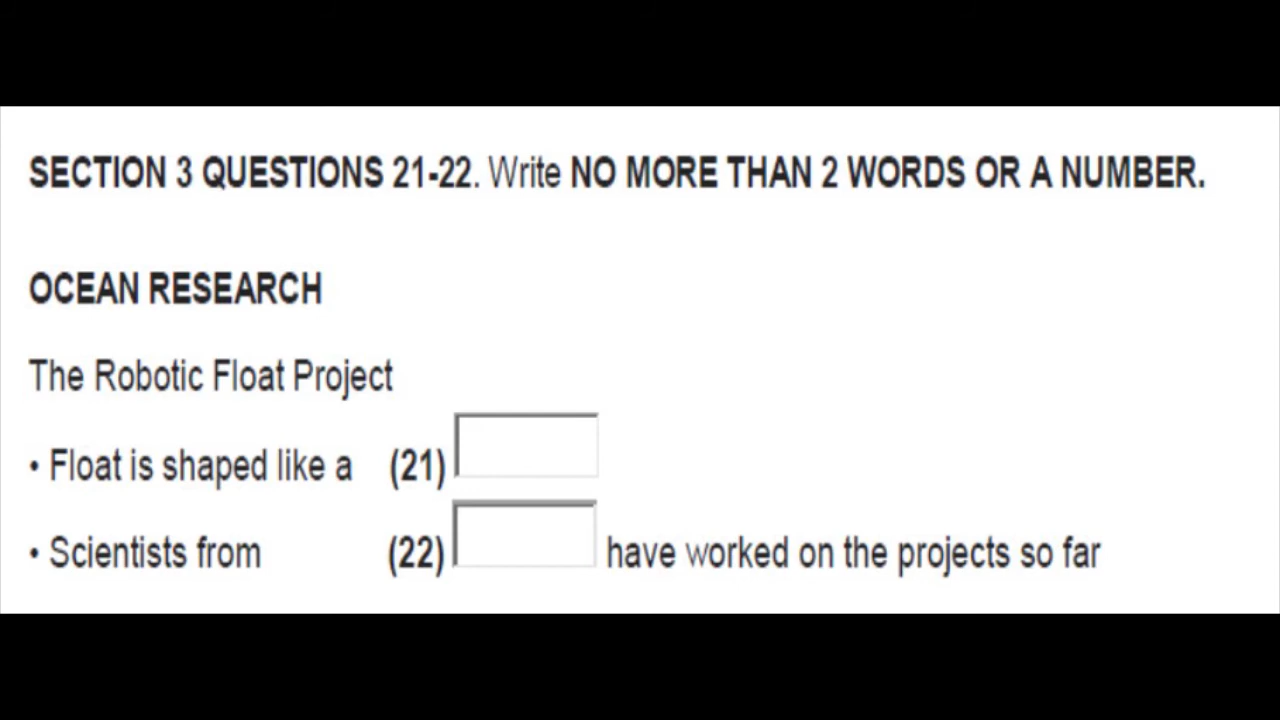 SECTION 3 QUESTIONS 21-22. Write NO MORE THAN 2 WORDS OR A NUMBER.
OCEAN RESEARCH
The Robotic Float Project
• Float is shaped like a (21)
• Scientists from (22) have worked on the projects so far